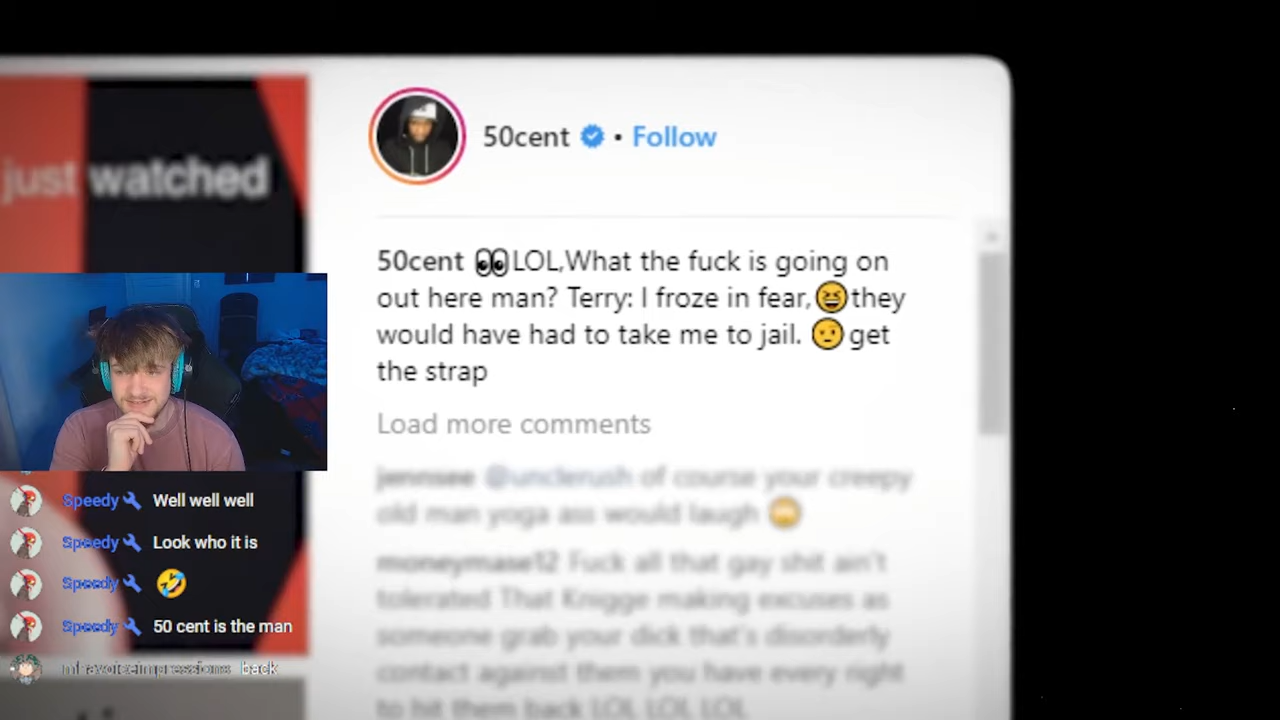 just watched
50cent • Follow
50cent 👀LOL,What the fuck is going on
out here man? Terry: I froze in fear,😆they
would have had to take me to jail. 🤨get
the strap
Load more comments
jennsee @unclerush of course your creepy
old man yoga ass would laugh 🙄
moneymase12 Fuck all that gay shit ain't
tolerated That Knigge making excuses as
someone grab your dick that's disorderly
contact against them you have every right
to hit them back LOL LOL LOL
Speedy Well well well
Speedy Look who it is
Speedy 🤣
Speedy 50 cent is the man
mhavoiceimpressions back